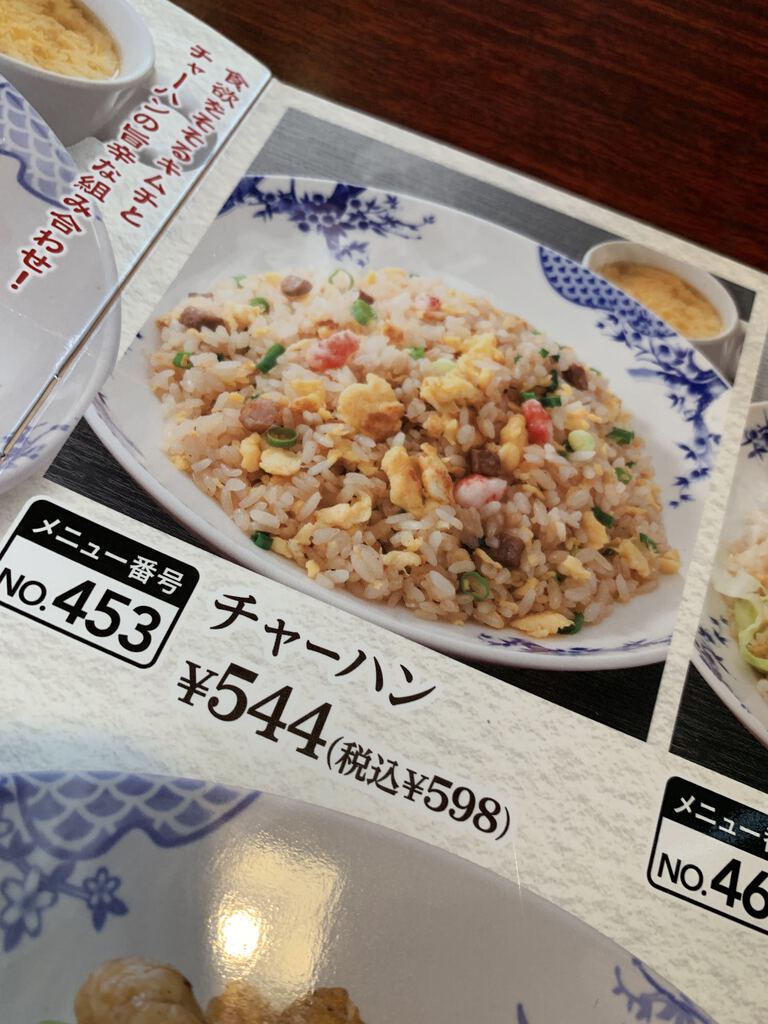 食欲をそそるキムチと
チャーハンの旨辛な組み合わせ！
メニュー番号
NO.453
チャーハン
¥544(税込¥598)
メニュー
NO.46